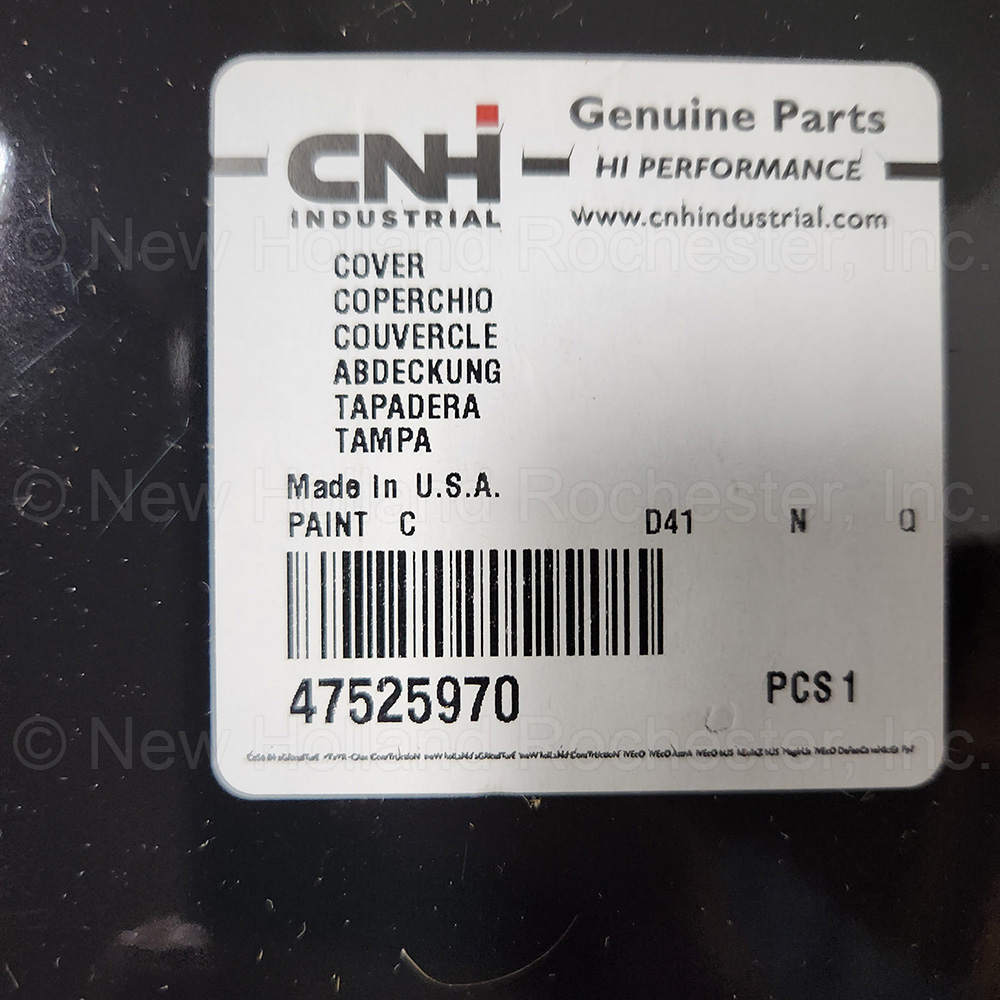 CNH
INDUSTRIAL
Genuine Parts
HI PERFORMANCE
www.cnhindustrial.com
COVER
COPERCHIO
COUVERCLE
ABDECKUNG
TAPADERA
TAMPA
Made In U.S.A.
PAINT C D41 N Q
47525970
PCS 1
© New Holland Rochester, Inc.
© New Holland Rochester, Inc.
© New Holland Rochester, Inc.